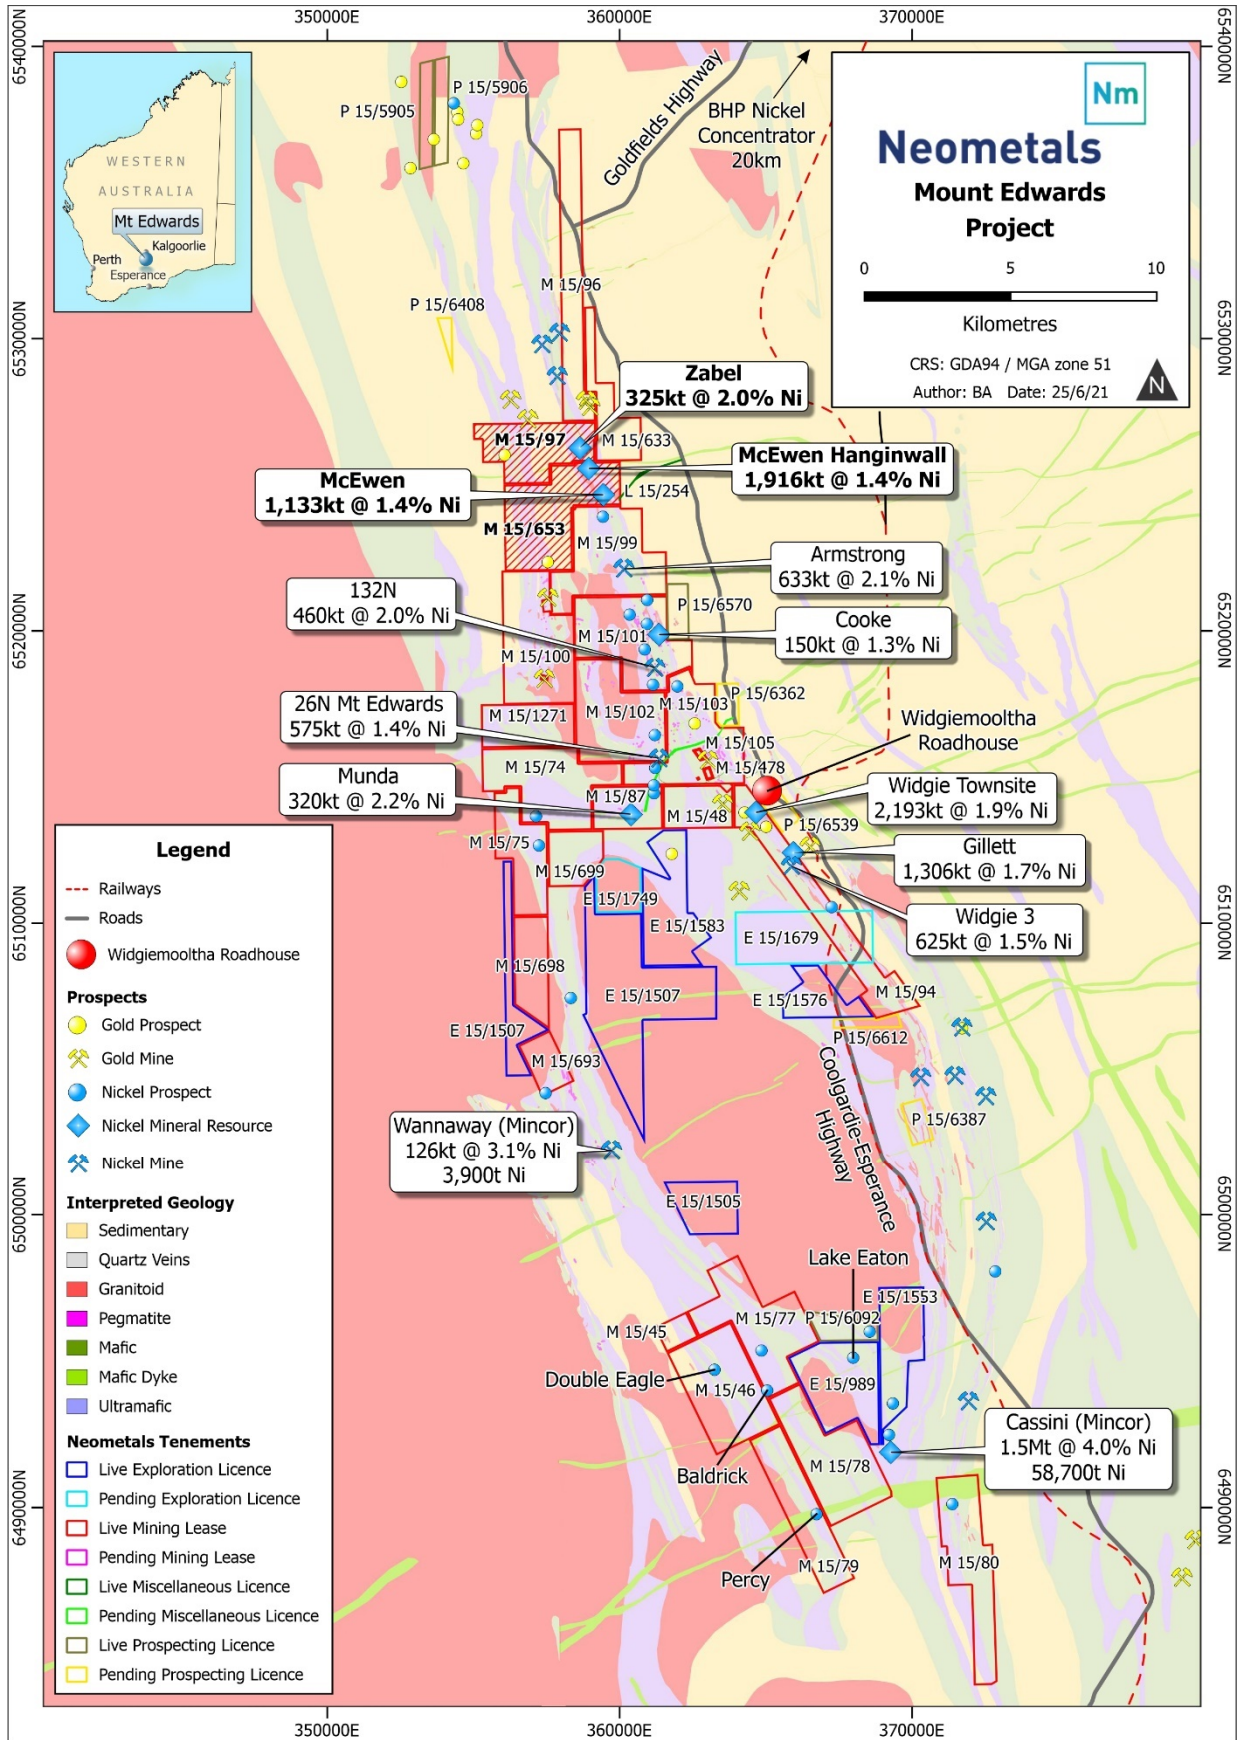 350000E
360000E
370000E
6540000N
6530000N
6520000N
6510000N
6500000N
6490000N
6540000N
6530000N
6520000N
6510000N
6500000N
6490000N
WESTERN
AUSTRALIA
Mt Edwards
Kalgoorlie
Perth
Esperance
Nm
Neometals
Mount Edwards
Project
0 5 10
Kilometres
CRS: GDA94 / MGA zone 51
Author: BA Date: 25/6/21
N
P 15/5906
P 15/5905
Goldfields Highway
BHP Nickel
Concentrator
20km
M 15/96
P 15/6408
Zabel
325kt @ 2.0% Ni
M 15/97
M 15/633
McEwen Hanginwall
1,916kt @ 1.4% Ni
McEwen
1,133kt @ 1.4% Ni
L 15/254
M 15/653
M 15/99
Armstrong
633kt @ 2.1% Ni
132N
460kt @ 2.0% Ni
P 15/6570
Cooke
150kt @ 1.3% Ni
M 15/101
M 15/100
P 15/6362
26N Mt Edwards
575kt @ 1.4% Ni
M 15/1271
M 15/102
M 15/103
Widgiemooltha
Roadhouse
M 15/105
M 15/74
M 15/478
Munda
320kt @ 2.2% Ni
M 15/87
M 15/48
Widgie Townsite
2,193kt @ 1.9% Ni
P 15/6539
M 15/75
Gillett
1,306kt @ 1.7% Ni
M 15/699
E 15/1749
E 15/1583
Widgie 3
625kt @ 1.5% Ni
E 15/1679
M 15/698
E 15/1507
E 15/1576
M 15/94
E 15/1507
P 15/6612
M 15/693
Coolgardie-Esperance
Highway
P 15/6387
Wannaway (Mincor)
126kt @ 3.1% Ni
3,900t Ni
E 15/1505
Lake Eaton
E 15/1553
M 15/77
P 15/6092
M 15/45
Double Eagle
M 15/46
E 15/989
Cassini (Mincor)
1.5Mt @ 4.0% Ni
58,700t Ni
Baldrick
M 15/78
Percy
M 15/79
M 15/80
Legend
Railways
Roads
Widgiemooltha Roadhouse
Prospects
Gold Prospect
Gold Mine
Nickel Prospect
Nickel Mineral Resource
Nickel Mine
Interpreted Geology
Sedimentary
Quartz Veins
Granitoid
Pegmatite
Mafic
Mafic Dyke
Ultramafic
Neometals Tenements
Live Exploration Licence
Pending Exploration Licence
Live Mining Lease
Pending Mining Lease
Live Miscellaneous Licence
Pending Miscellaneous Licence
Live Prospecting Licence
Pending Prospecting Licence
350000E
360000E
370000E